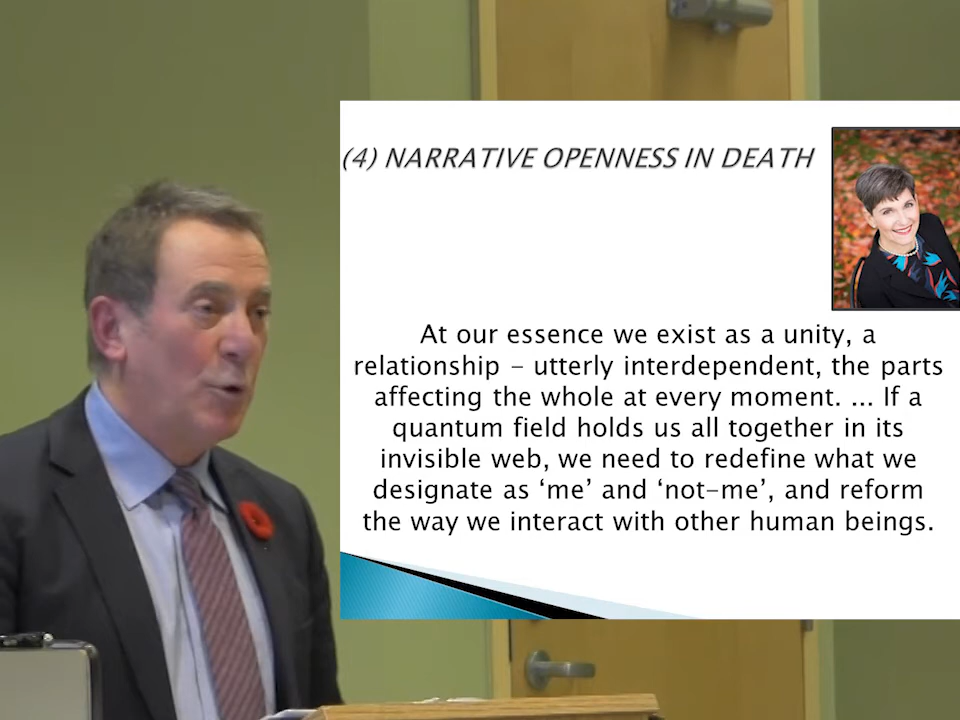 (4) NARRATIVE OPENNESS IN DEATH
At our essence we exist as a unity, a
relationship – utterly interdependent, the parts
affecting the whole at every moment. ... If a
quantum field holds us all together in its
invisible web, we need to redefine what we
designate as ‘me’ and ‘not-me’, and reform
the way we interact with other human beings.